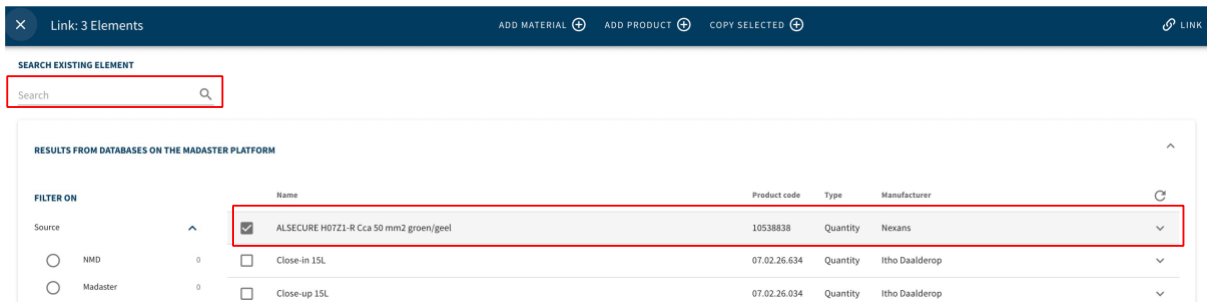 Link: 3 Elements ADD MATERIAL ADD PRODUCT COPY SELECTED LINK
SEARCH EXISTING ELEMENT
Search
RESULTS FROM DATABASES ON THE MADASTER PLATFORM
FILTER ON Name Product code Type Manufacturer
Source ALSECURE H07Z1-R Cca 50 mm2 groen/geel 10538838 Quantity Nexans
NMD 0 Close-in 15L 07.02.26.634 Quantity Itho Daalderop
Madaster 0 Close-up 15L 07.02.26.034 Quantity Itho Daalderop